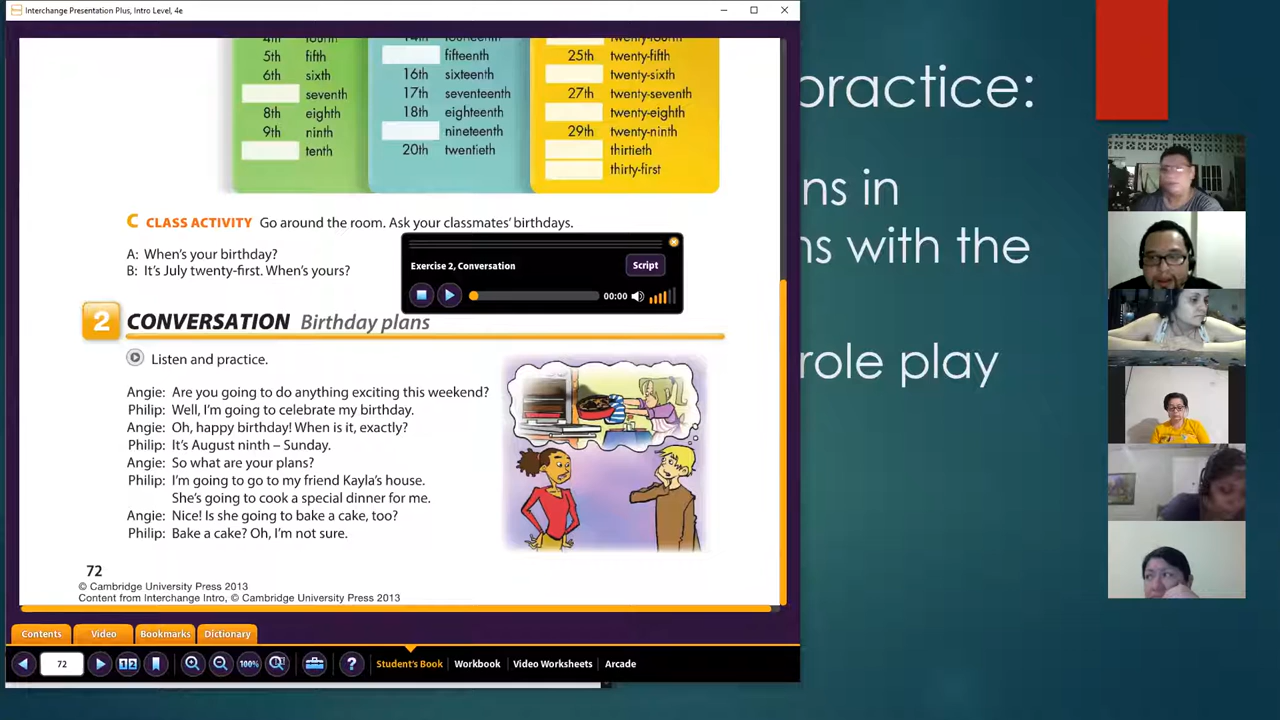 Interchange Presentation Plus, Intro Level, 4e
practice:
ns in
ns with the
role play
4th fourth
5th fifth
6th sixth
seventh
8th eighth
9th ninth
tenth
14th fourteenth
fifteenth
16th sixteenth
17th seventeenth
18th eighteenth
nineteenth
20th twentieth
twenty-fourth
25th twenty-fifth
twenty-sixth
27th twenty-seventh
twenty-eighth
29th twenty-ninth
thirtieth
thirty-first
C CLASS ACTIVITY Go around the room. Ask your classmates' birthdays.
A: When's your birthday?
B: It's July twenty-first. When's yours?
Exercise 2, Conversation
Script
00:00
2 CONVERSATION Birthday plans
Listen and practice.
Angie: Are you going to do anything exciting this weekend?
Philip: Well, I'm going to celebrate my birthday.
Angie: Oh, happy birthday! When is it, exactly?
Philip: It's August ninth – Sunday.
Angie: So what are your plans?
Philip: I'm going to go to my friend Kayla's house.
She's going to cook a special dinner for me.
Angie: Nice! Is she going to bake a cake, too?
Philip: Bake a cake? Oh, I'm not sure.
72
© Cambridge University Press 2013
Content from Interchange Intro, © Cambridge University Press 2013
Contents Video Bookmarks Dictionary
72 12 100% ? Student's Book Workbook Video Worksheets Arcade